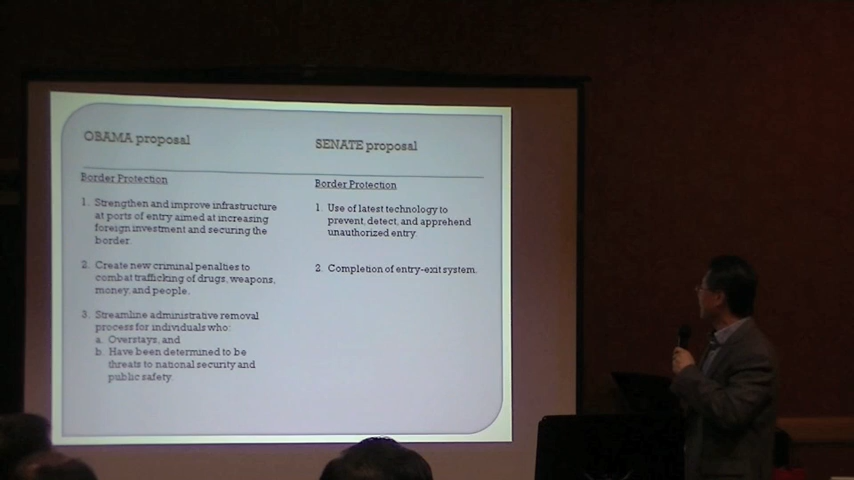 OBAMA proposal
Border Protection
1. Strengthen and improve infrastructure
at ports of entry aimed at increasing
foreign investment and securing the
border.
2. Create new criminal penalties to
combat trafficking of drugs, weapons,
money, and people.
3. Streamline administrative removal
process for individuals who:
a. Overstays, and
b. Have been determined to be
threats to national security and
public safety.
SENATE proposal
Border Protection
1. Use of latest technology to
prevent, detect, and apprehend
unauthorized entry.
2. Completion of entry-exit system.